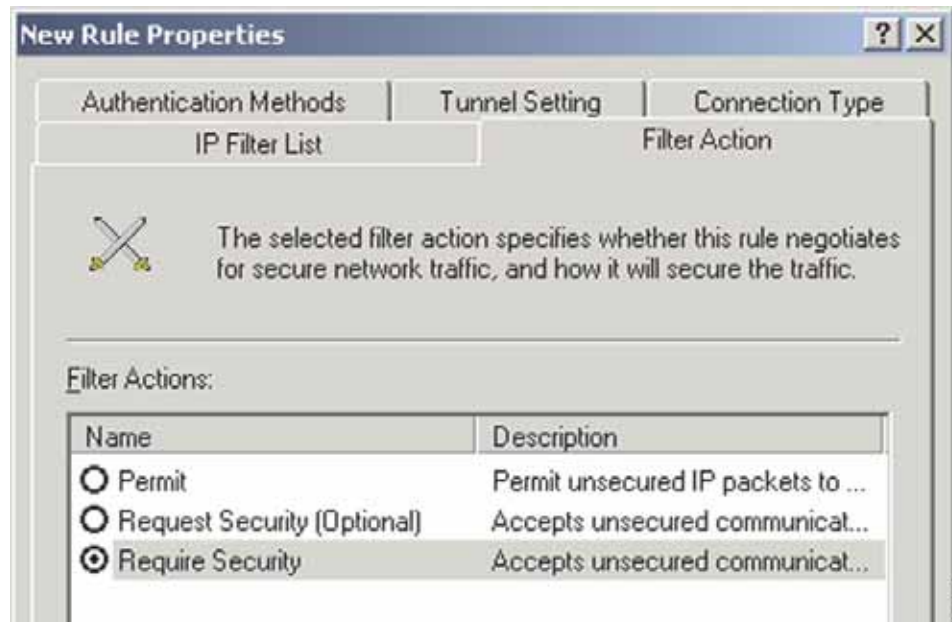 New Rule Properties
Authentication Methods Tunnel Setting Connection Type
IP Filter List Filter Action
The selected filter action specifies whether this rule negotiates
for secure network traffic, and how it will secure the traffic.
Filter Actions:
Name Description
Permit Permit unsecured IP packets to ...
Request Security (Optional) Accepts unsecured communicat...
Require Security Accepts unsecured communicat...